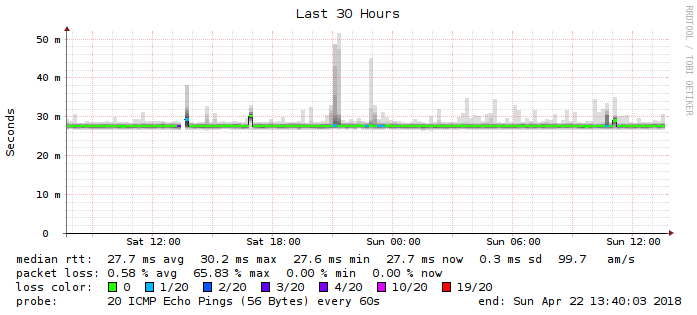 Last 30 Hours
RRDTOOL / TOBI OETIKER
Seconds
50 m
40 m
30 m
20 m
10 m
0
Sat 12:00 Sat 18:00 Sun 00:00 Sun 06:00 Sun 12:00
median rtt: 27.7 ms avg 30.2 ms max 27.6 ms min 27.7 ms now 0.3 ms sd 99.7 am/s
packet loss: 0.58 % avg 65.83 % max 0.00 % min 0.00 % now
loss color: 0 1/20 2/20 3/20 4/20 10/20 19/20
probe: 20 ICMP Echo Pings (56 Bytes) every 60s end: Sun Apr 22 13:40:03 2018